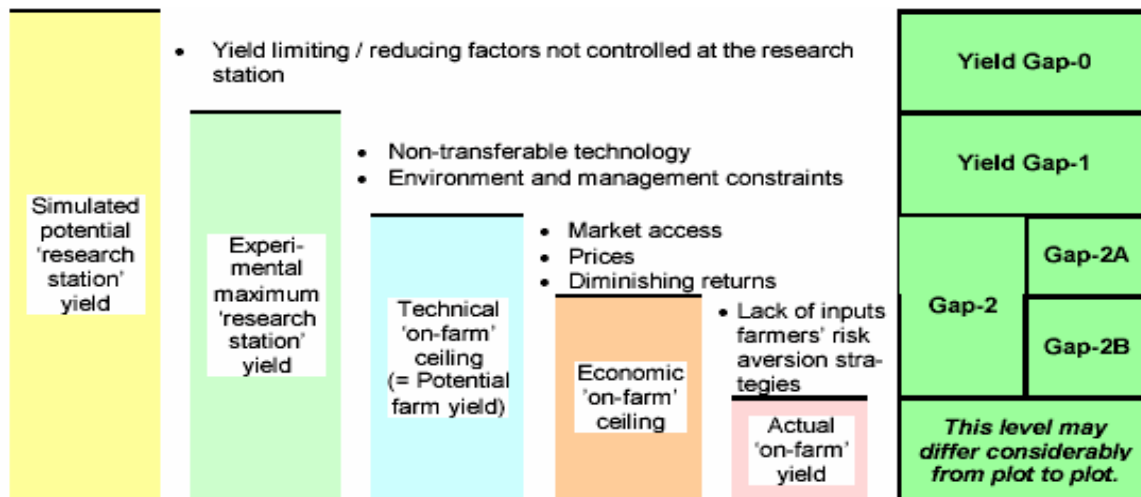 • Yield limiting / reducing factors not controlled at the research
station
Yield Gap-0
• Non-transferable technology
• Environment and management constraints
Yield Gap-1
Simulated
potential
'research
station'
yield
Experi-
mental
maximum
'research
station'
yield
• Market access
• Prices
• Diminishing returns
Technical
'on-farm'
ceiling
(= Potential
farm yield)
• Lack of inputs
farmers' risk
aversion stra-
tegies
Economic
'on-farm'
ceiling
Actual
'on-farm'
yield
Gap-2
Gap-2A
Gap-2B
This level may
differ considerably
from plot to plot.